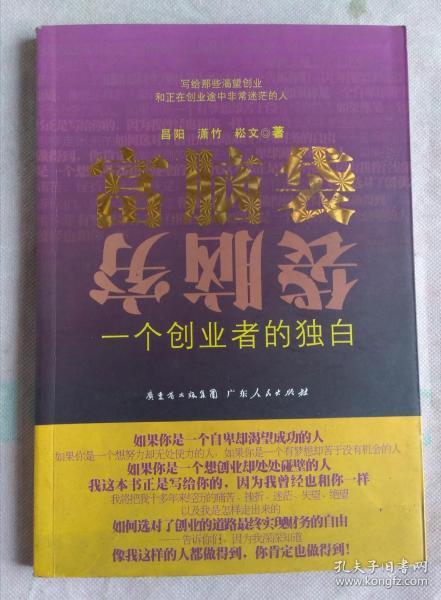 写给那些渴望创业
和正在创业途中非常迷茫的人
昌阳 潇竹 崧文◎著
富脑袋
穷脑袋
一个创业者的独白
广东省出版集团 广东人民出版社
如果你是一个自卑却渴望成功的人
如果你是一个想努力却无处使力的人，如果你是一个有梦想却苦于没有机会的人
如果你是一个想创业却处处碰壁的人
我这本书正是写给你的，因为我曾经也和你一样
我将把我十多年来经历的痛苦、挫折、迷茫、失望、绝望
以及我是怎样走出来的
如何选对了创业的道路最终实现财务的自由
——告诉你们，因为我深深知道
像我这样的人都做得到，你肯定也做得到！
孔夫子旧书网
www.kongfz.com